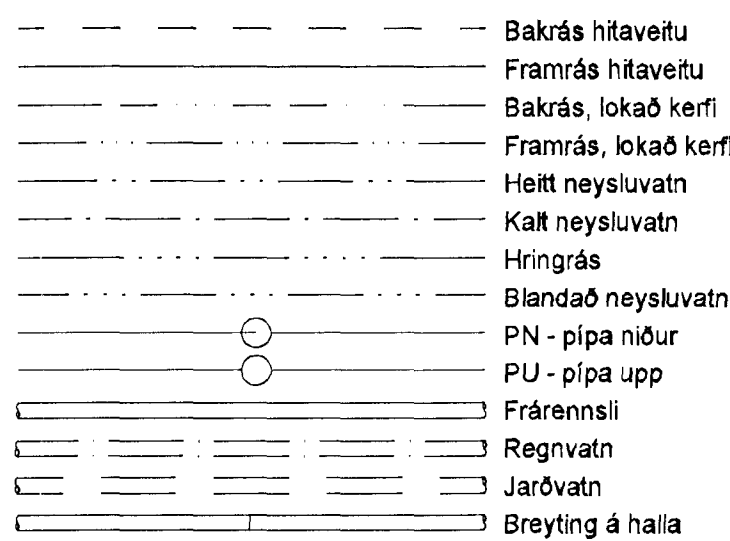 Bakrás hitaveitu
Framrás hitaveitu
Bakrás, lokað kerfi
Framrás, lokað kerfi
Heitt neysluvatn
Kalt neysluvatn
Hringrás
Blandað neysluvatn
PN - pípa niður
PU - pípa upp
Frárennsli
Regnvatn
Jarðvatn
Breyting á halla